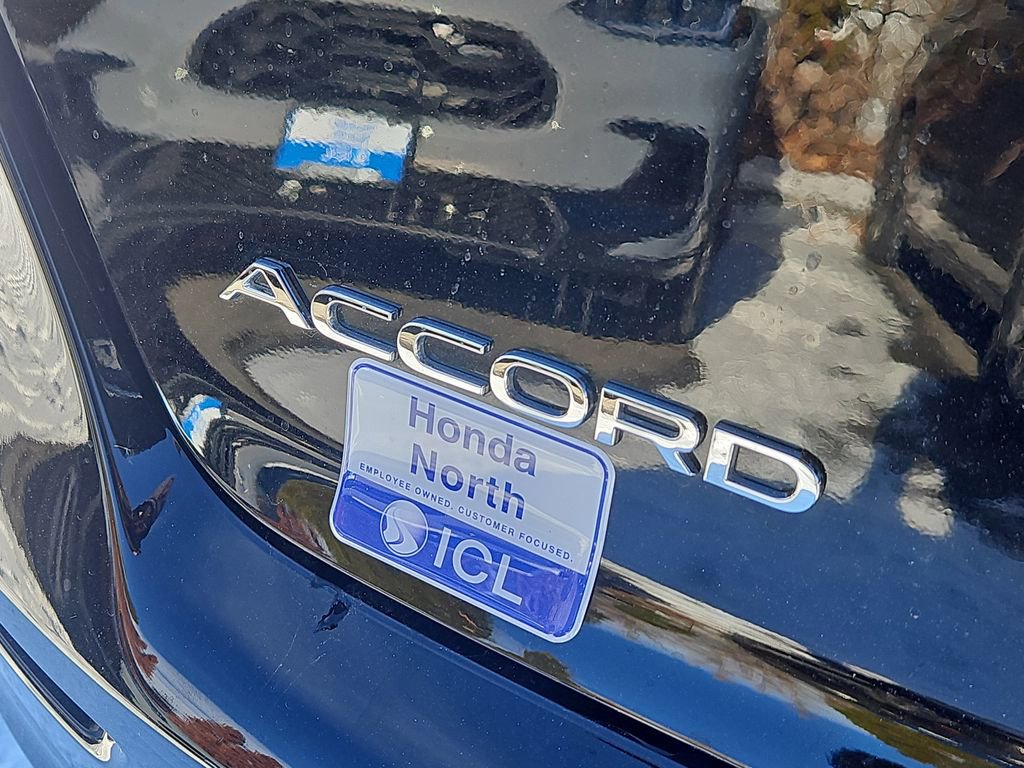 ACCORD
Honda
North
EMPLOYEE OWNED. CUSTOMER FOCUSED.
ICL